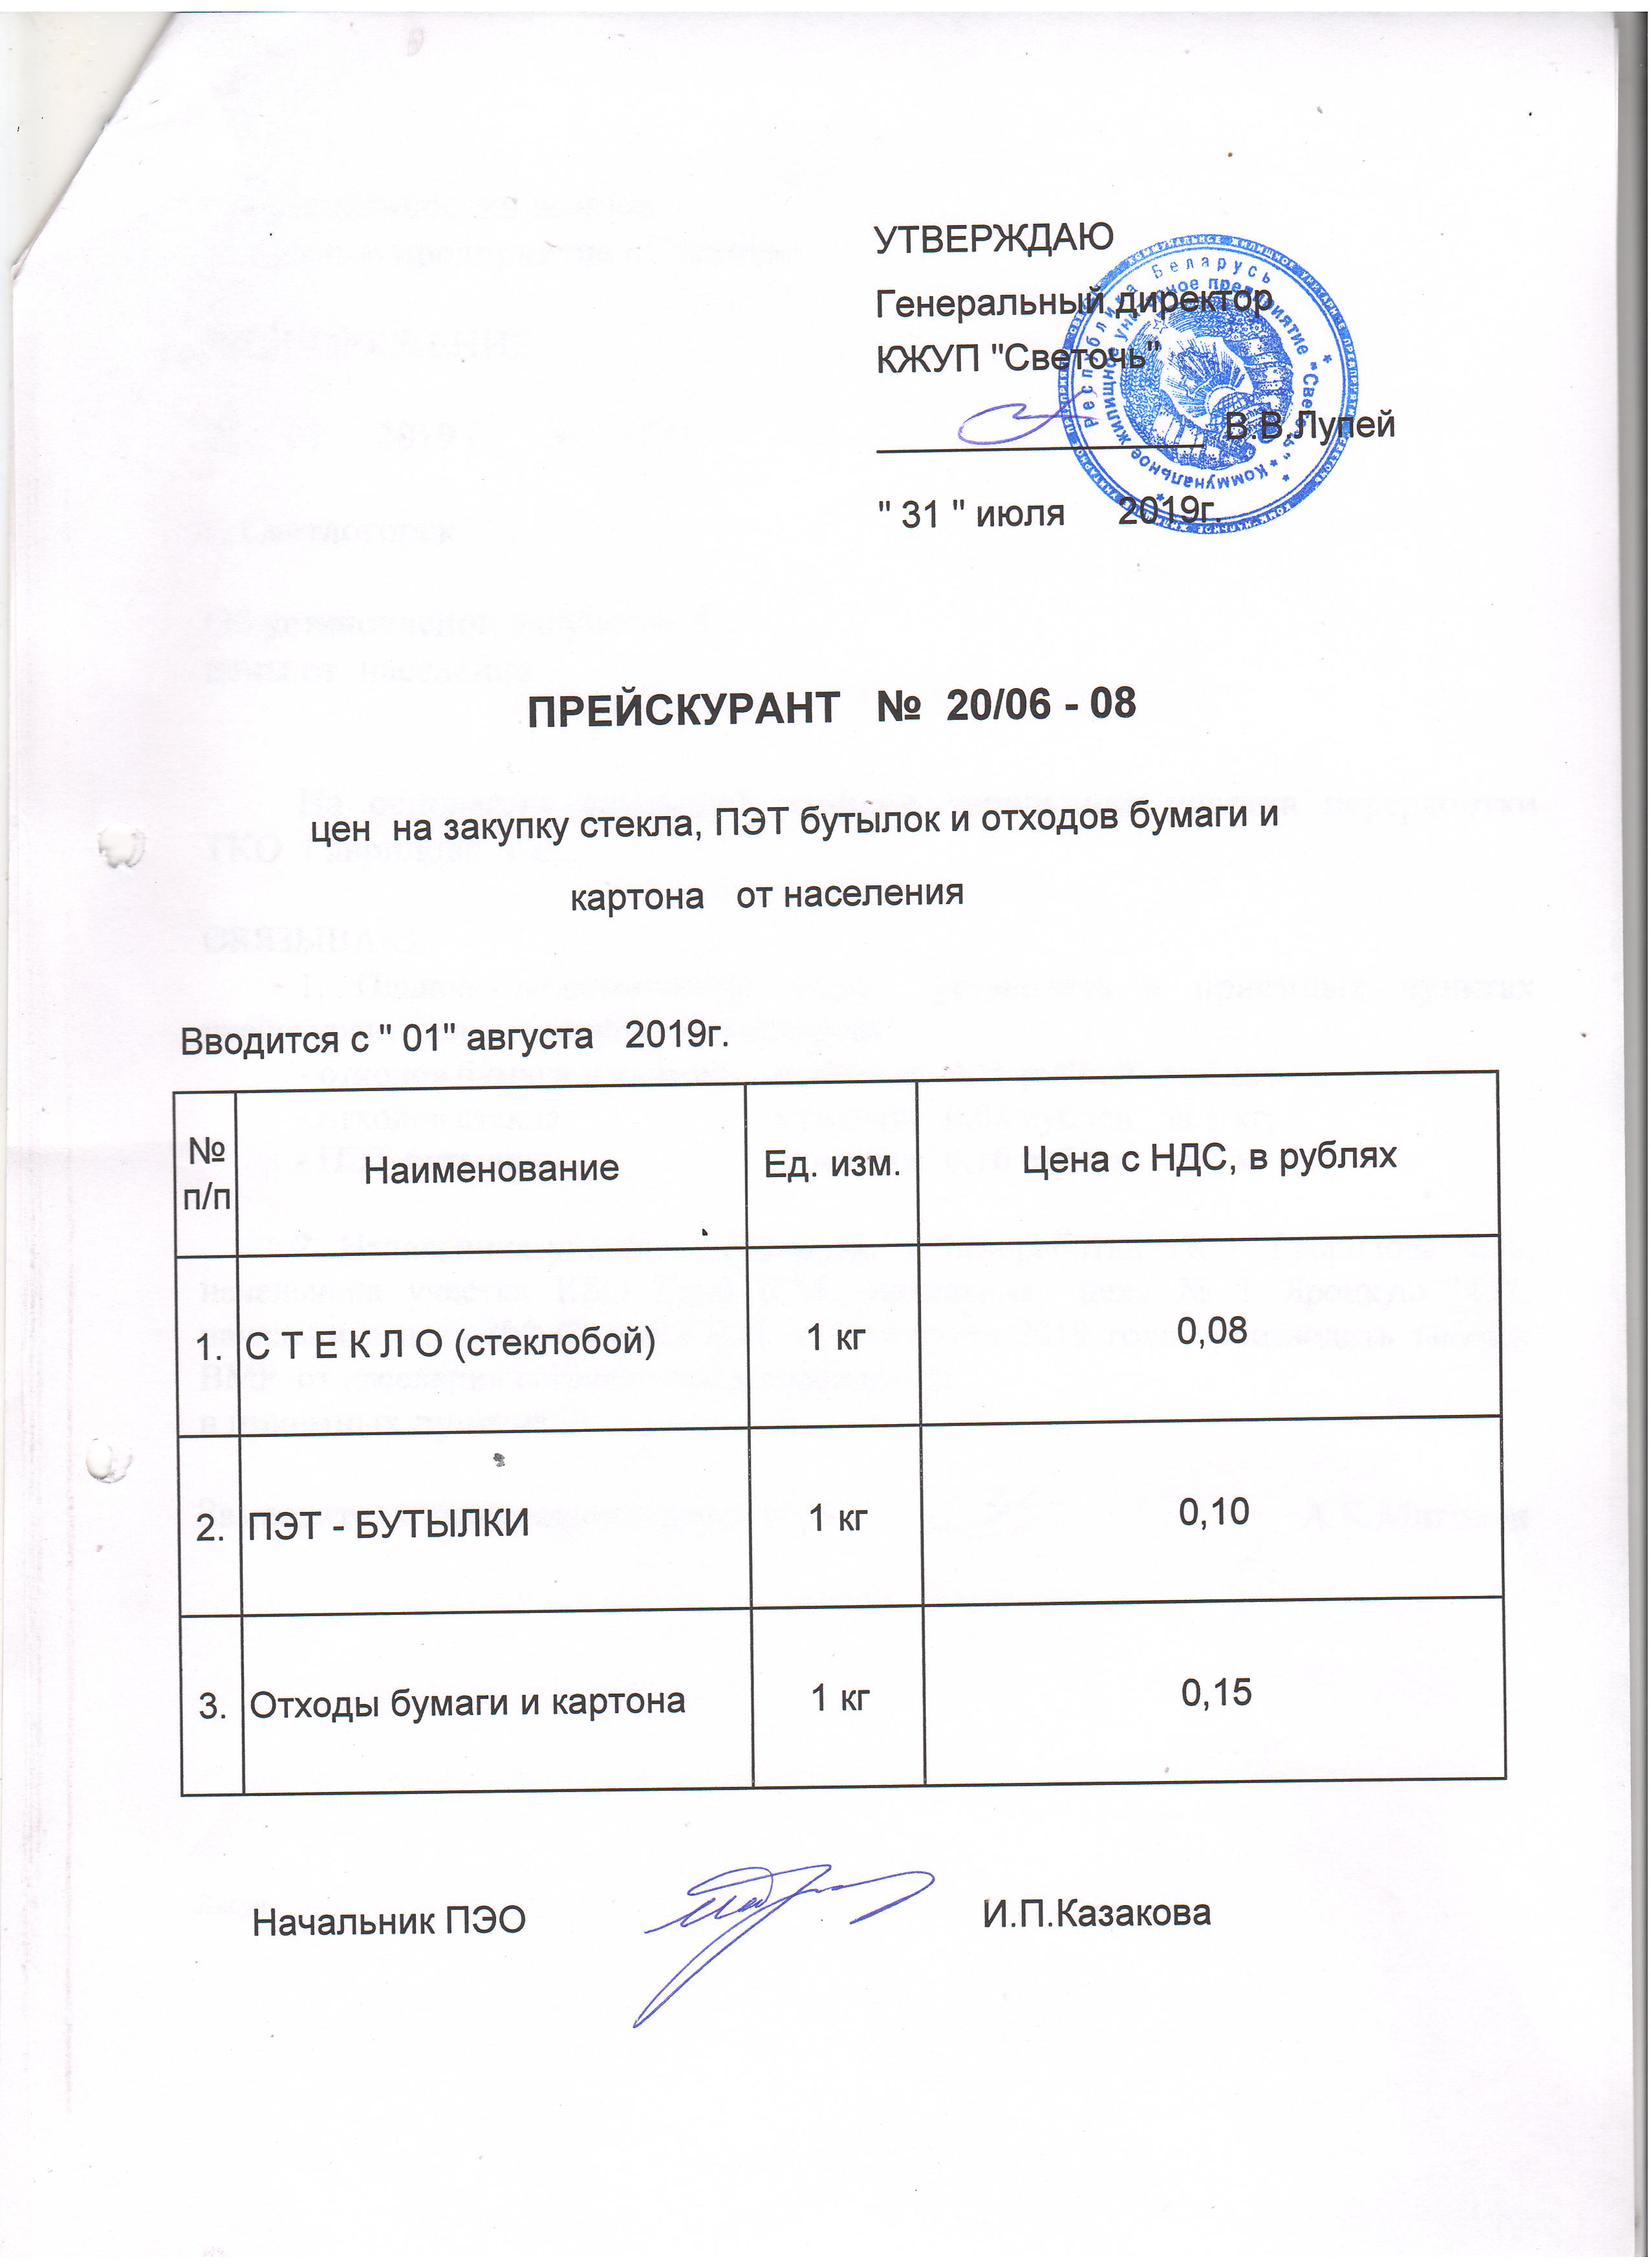 УТВЕРЖДАЮ
Генеральный директор
КЖУП "Светочь"
В.В.Лупей
" 31 " июля 2019г.
Республика Беларусь
Коммунальное жилищное унитарное предприятие "Светочь"
ПРЕЙСКУРАНТ № 20/06 - 08
цен на закупку стекла, ПЭТ бутылок и отходов бумаги и
картона от населения
Вводится с " 01" августа 2019г.
№ п/п Наименование Ед. изм. Цена с НДС, в рублях
1. С Т Е К Л О (стеклобой) 1 кг 0,08
2. ПЭТ - БУТЫЛКИ 1 кг 0,10
3. Отходы бумаги и картона 1 кг 0,15
Начальник ПЭО И.П.Казакова